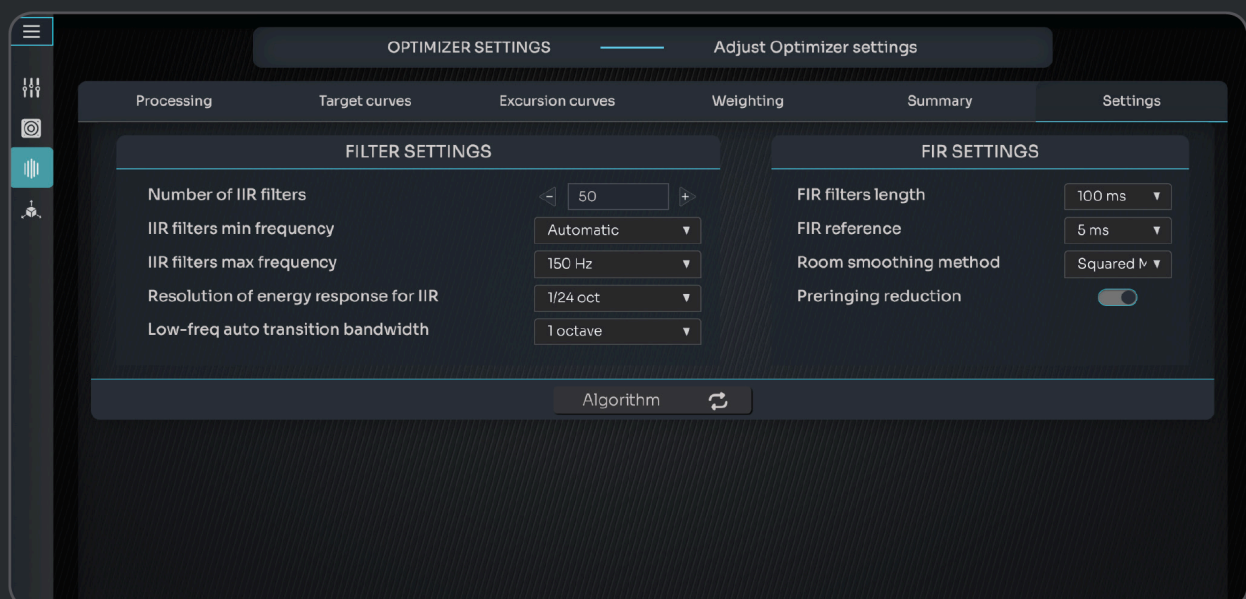 OPTIMIZER SETTINGS Adjust Optimizer settings
Processing Target curves Excursion curves Weighting Summary Settings
FILTER SETTINGS
Number of IIR filters - 50 +
IIR filters min frequency Automatic
IIR filters max frequency 150 Hz
Resolution of energy response for IIR 1/24 oct
Low-freq auto transition bandwidth 1 octave
FIR SETTINGS
FIR filters length 100 ms
FIR reference 5 ms
Room smoothing method Squared
Preringing reduction
Algorithm